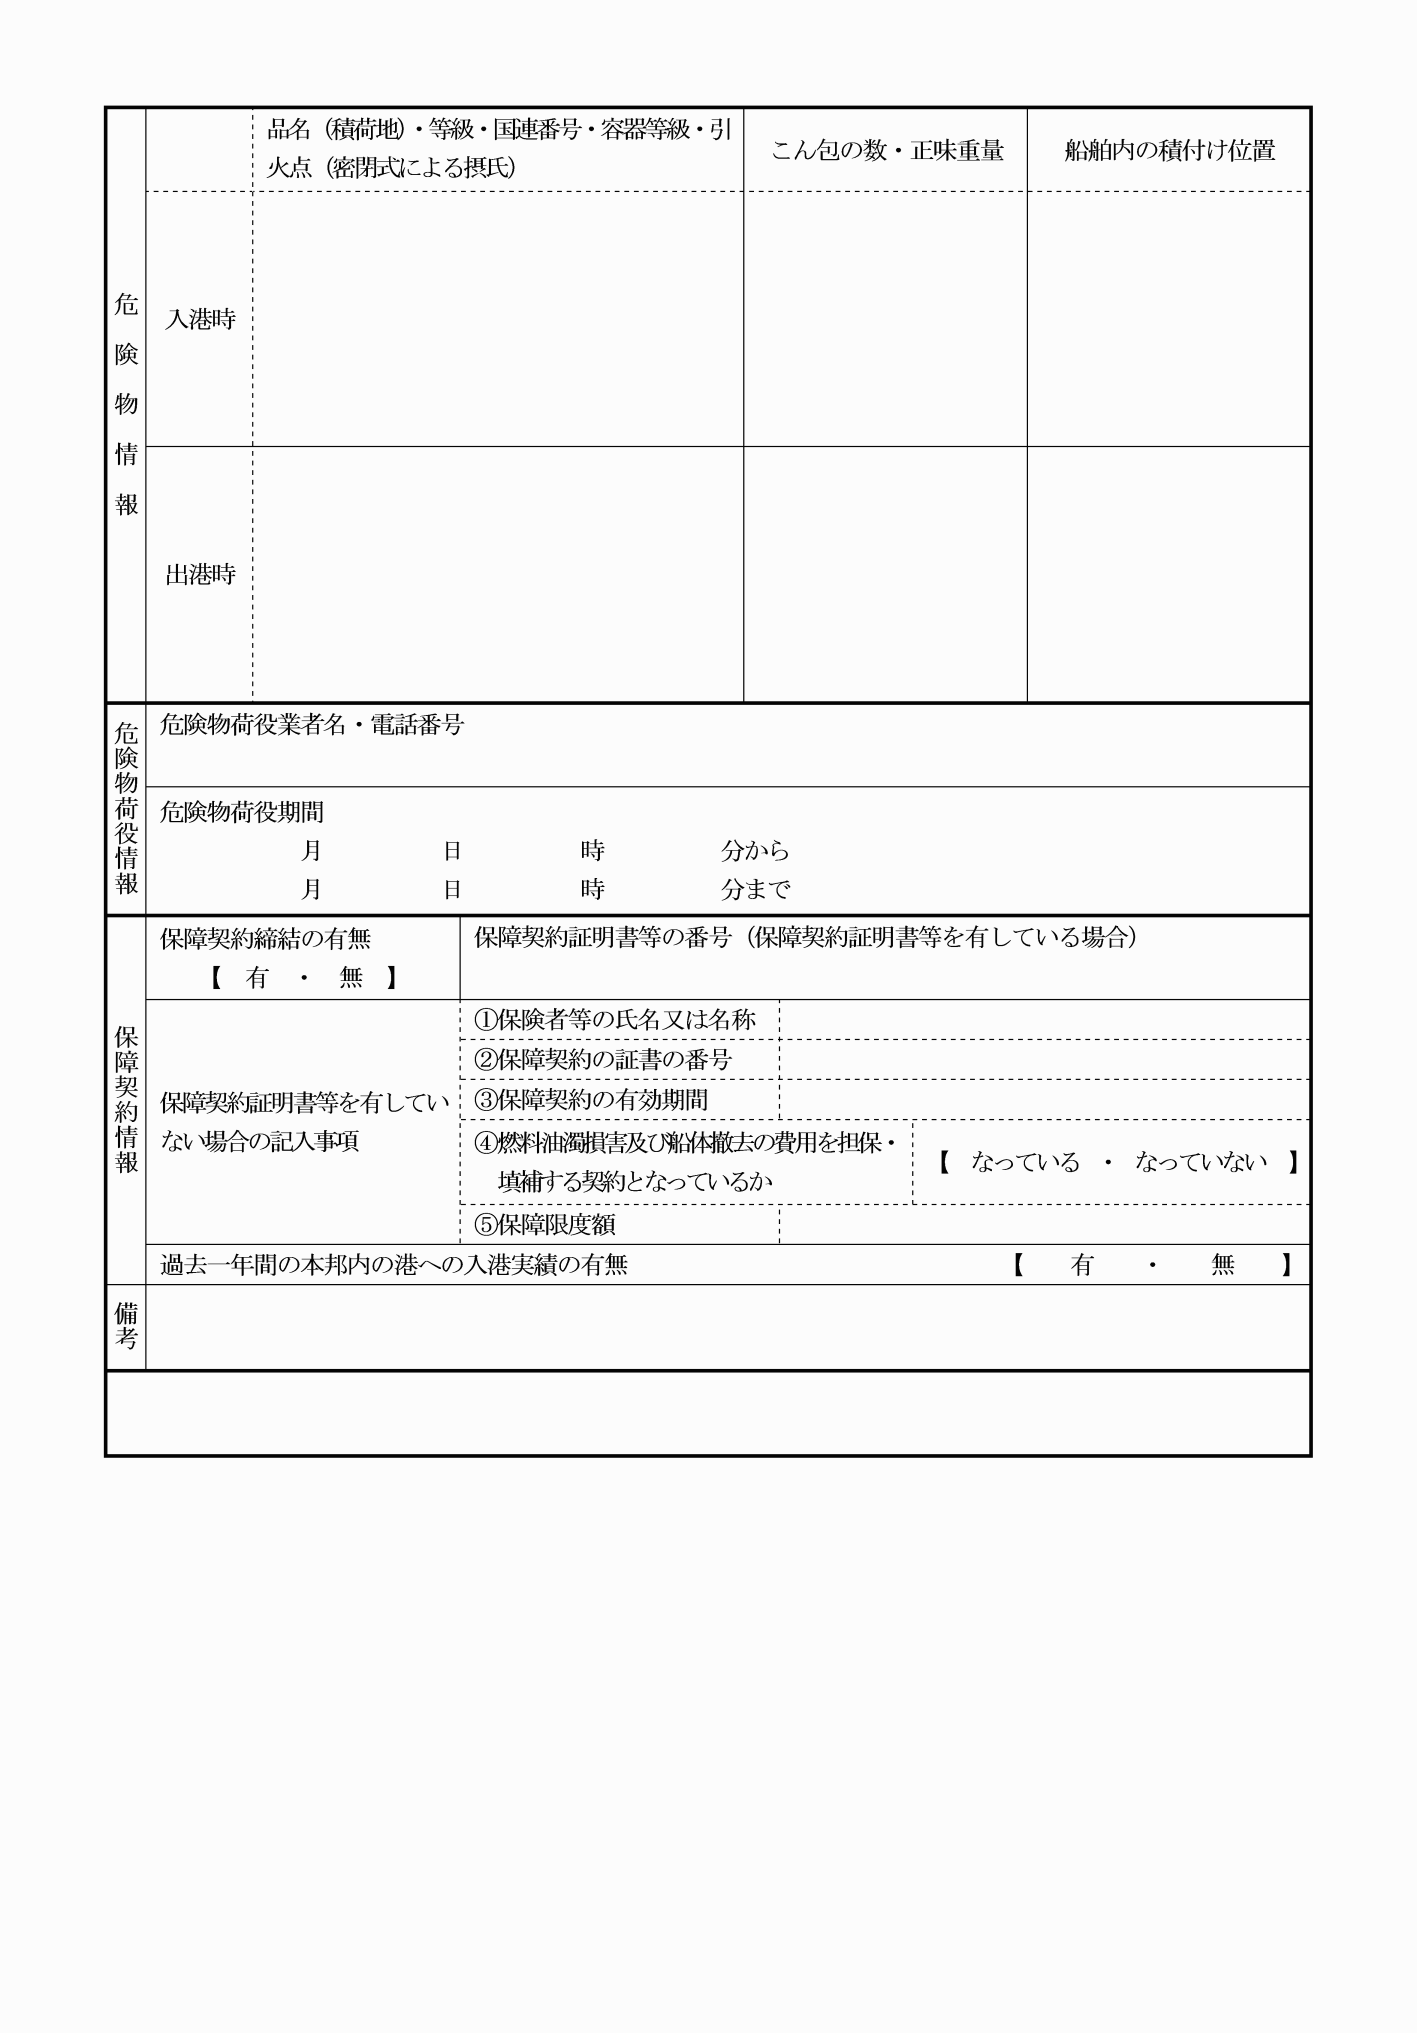 品名（積荷地）・等級・国連番号・容器等級・引
火点（密閉式による摂氏）
こん包の数・正味重量
船舶内の積付け位置
危険物情報
入港時
出港時
危険物荷役情報
危険物荷役業者名・電話番号
危険物荷役期間
月　日　時　分から
月　日　時　分まで
保障契約情報
保障契約締結の有無
【　有　・　無　】
保障契約証明書等の番号（保障契約証明書等を有している場合）
保障契約証明書等を有してい
ない場合の記入事項
①保険者等の氏名又は名称
②保障契約の証書の番号
③保障契約の有効期間
④燃料油濁損害及び船体撤去の費用を担保・
填補する契約となっているか
【　なっている　・　なっていない　】
⑤保障限度額
過去一年間の本邦内の港への入港実績の有無
【　有　・　無　】
備考